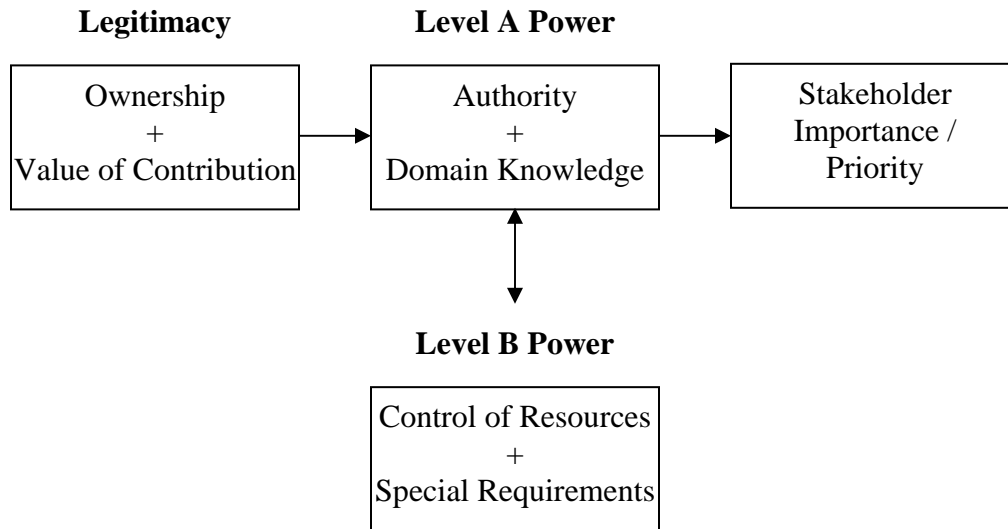 Legitimacy
Ownership
+
Value of Contribution
Level A Power
Authority
+
Domain Knowledge
Stakeholder
Importance /
Priority
Level B Power
Control of Resources
+
Special Requirements